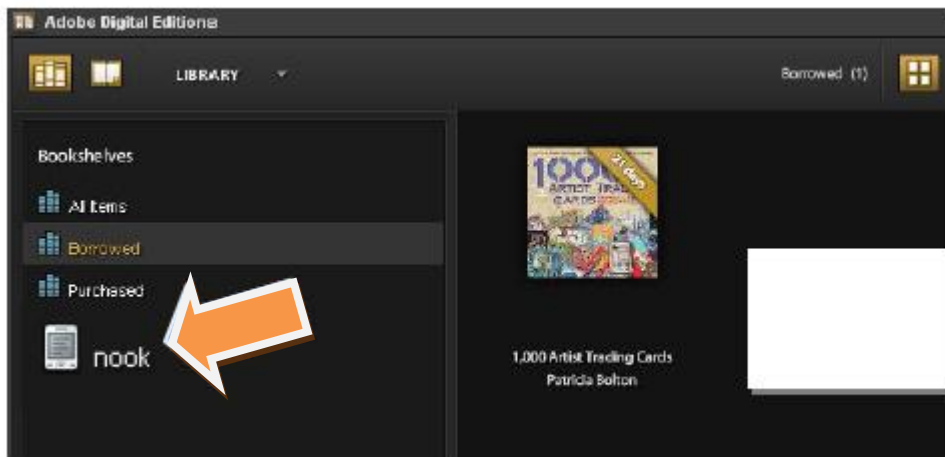 Adobe Digital Editions
LIBRARY
Borrowed (1)
Bookshelves
All Items
Borrowed
Purchased
nook
21 days
1,000 Artist Trading Cards
Patricia Bolton